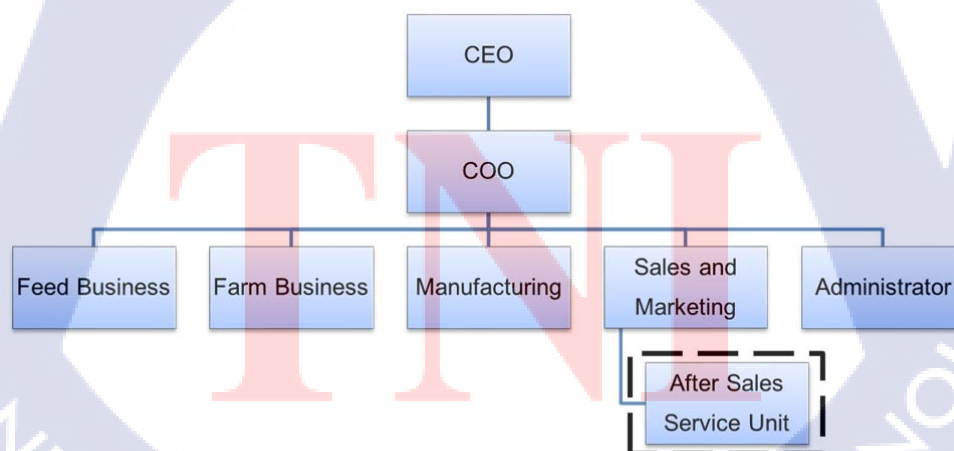 CEO
COO
Feed Business
Farm Business
Manufacturing
Sales and
Marketing
Administrator
After Sales
Service Unit
TNI